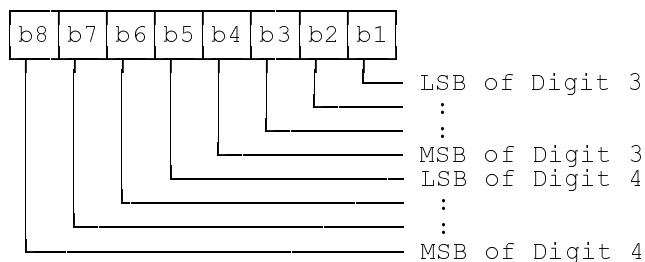 b8 b7 b6 b5 b4 b3 b2 b1
LSB of Digit 3
:
:
MSB of Digit 3
LSB of Digit 4
:
:
MSB of Digit 4